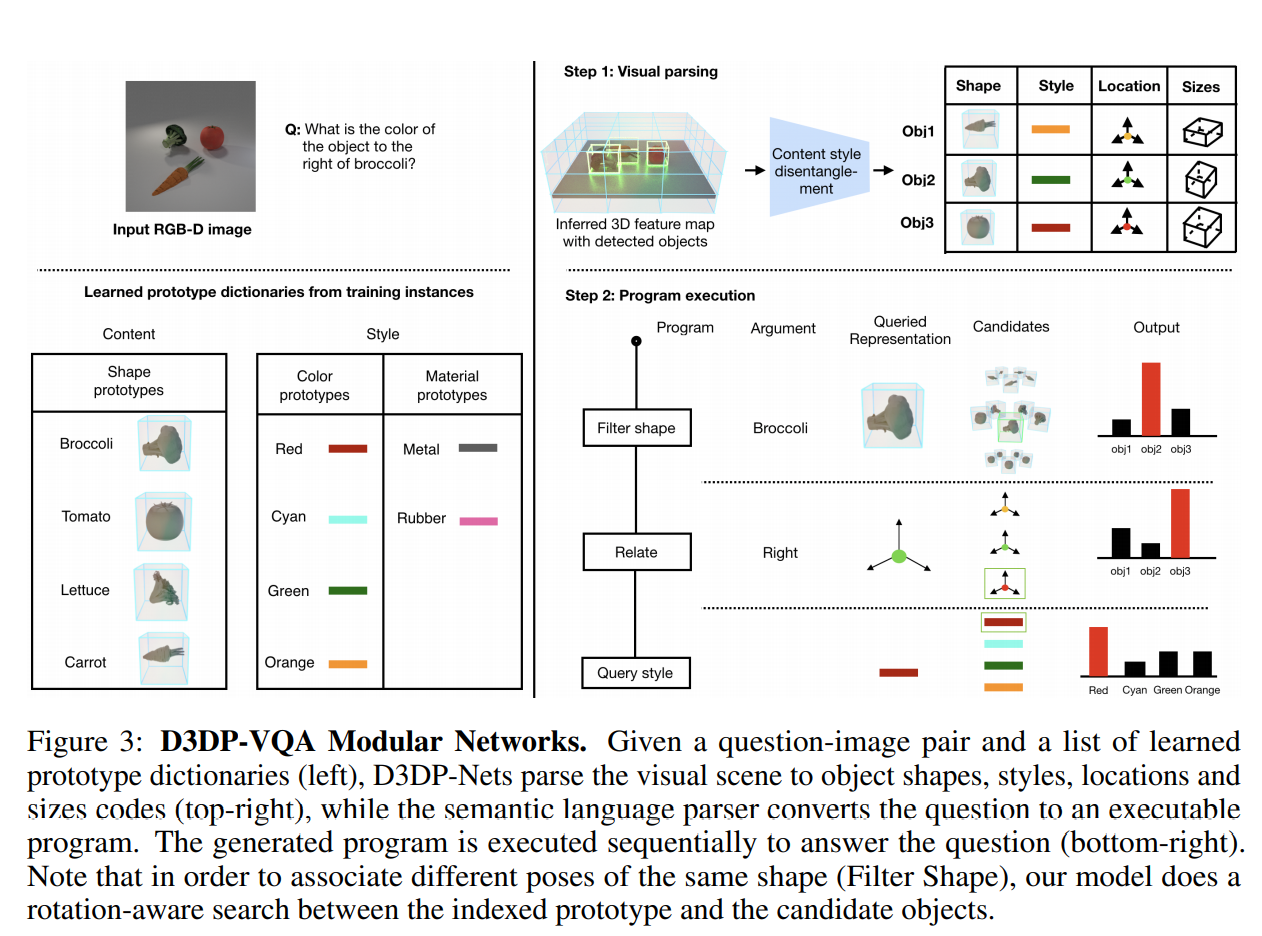 Q: What is the color of
the object to the
right of broccoli?
Input RGB-D image
Learned prototype dictionaries from training instances
Content
Style
Shape
prototypes
Color
prototypes
Material
prototypes
Broccoli
Red
Metal
Tomato
Cyan
Rubber
Lettuce
Green
Carrot
Orange
Step 1: Visual parsing
Inferred 3D feature map
with detected objects
Content style
disentangle-
ment
Shape
Style
Location
Sizes
Obj1
Obj2
Obj3
Step 2: Program execution
Program
Argument
Queried
Representation
Candidates
Output
Filter shape
Broccoli
obj1 obj2 obj3
Relate
Right
obj1 obj2 obj3
Query style
Red Cyan Green Orange
Figure 3: D3DP-VQA Modular Networks. Given a question-image pair and a list of learned
prototype dictionaries (left), D3DP-Nets parse the visual scene to object shapes, styles, locations and
sizes codes (top-right), while the semantic language parser converts the question to an executable
program. The generated program is executed sequentially to answer the question (bottom-right).
Note that in order to associate different poses of the same shape (Filter Shape), our model does a
rotation-aware search between the indexed prototype and the candidate objects.